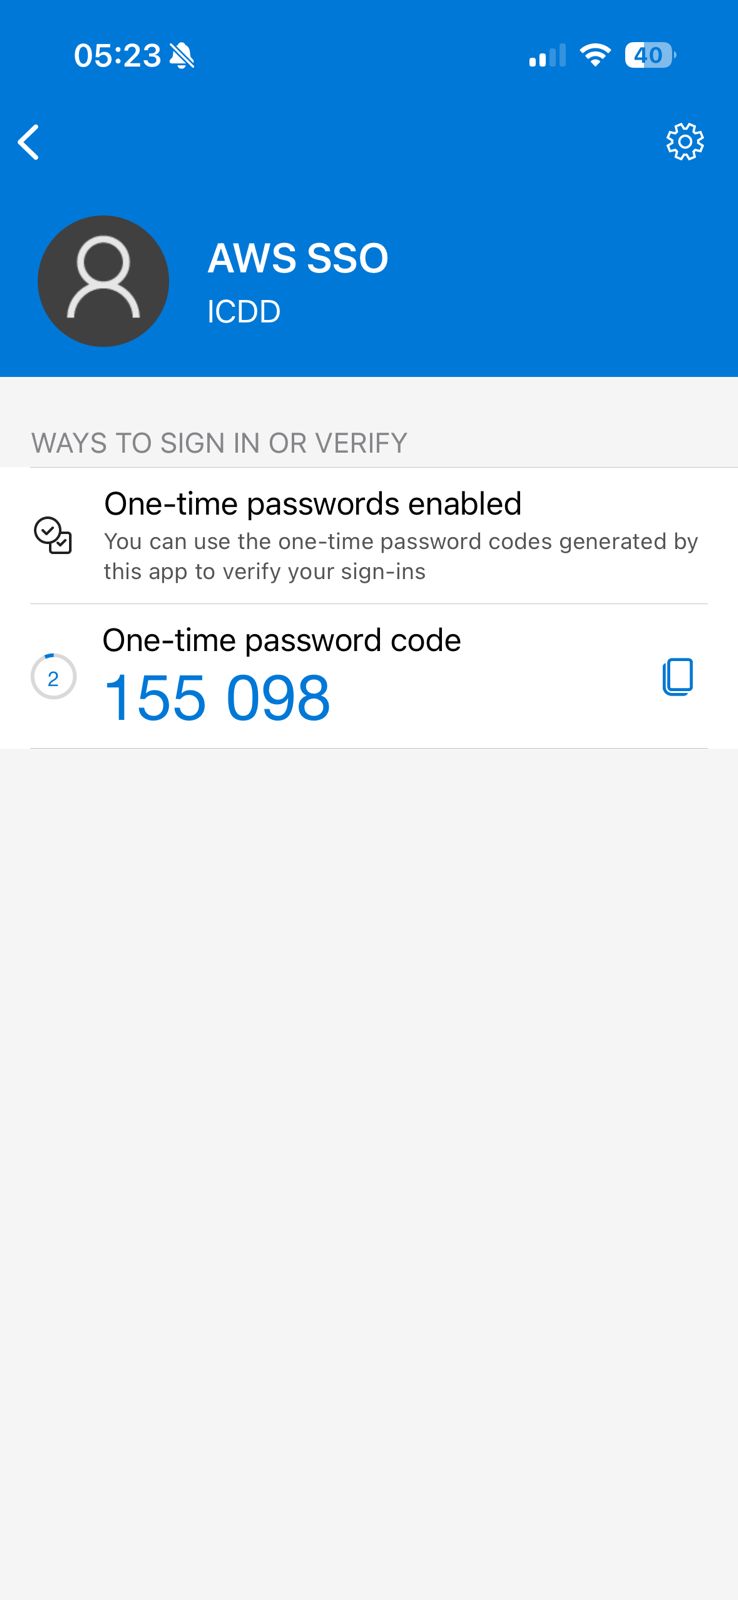 05:23
40
AWS SSO
ICDD
WAYS TO SIGN IN OR VERIFY
One-time passwords enabled
You can use the one-time password codes generated by
this app to verify your sign-ins
One-time password code
2
155 098